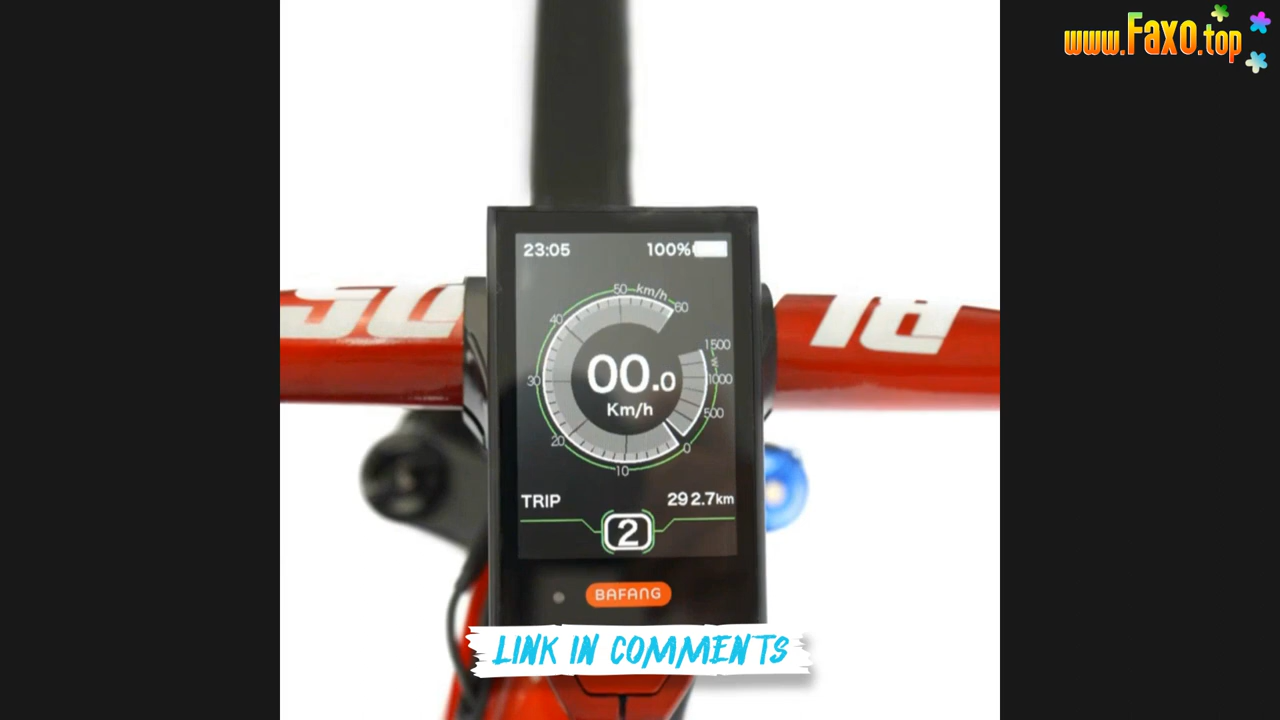 www.Faxo.top
23:05 100%
50 km/h 60
40
30
20
10
0
1500
W
1000
500
00.0
Km/h
TRIP 292.7km
2
BAFANG
LINK IN COMMENTS